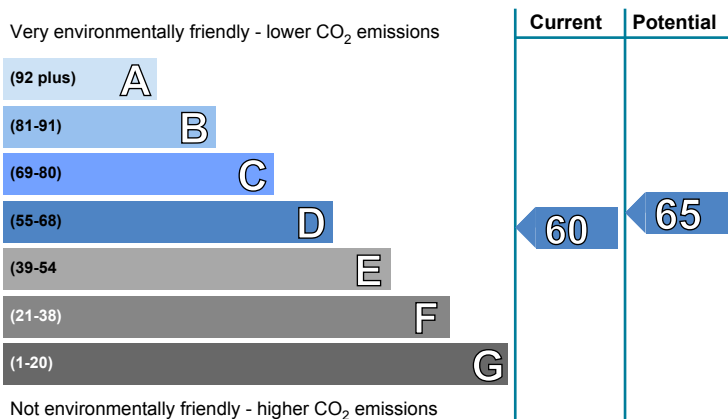 Current Potential
Very environmentally friendly - lower CO₂ emissions
(92 plus) A
(81-91) B
(69-80) C
(55-68) D 60 65
(39-54 E
(21-38) F
(1-20) G
Not environmentally friendly - higher CO₂ emissions